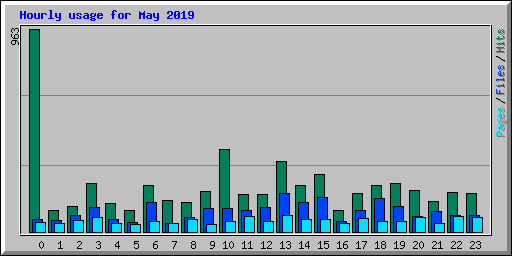 Hourly usage for May 2019
963
Pages / Files / Hits
0 1 2 3 4 5 6 7 8 9 10 11 12 13 14 15 16 17 18 19 20 21 22 23